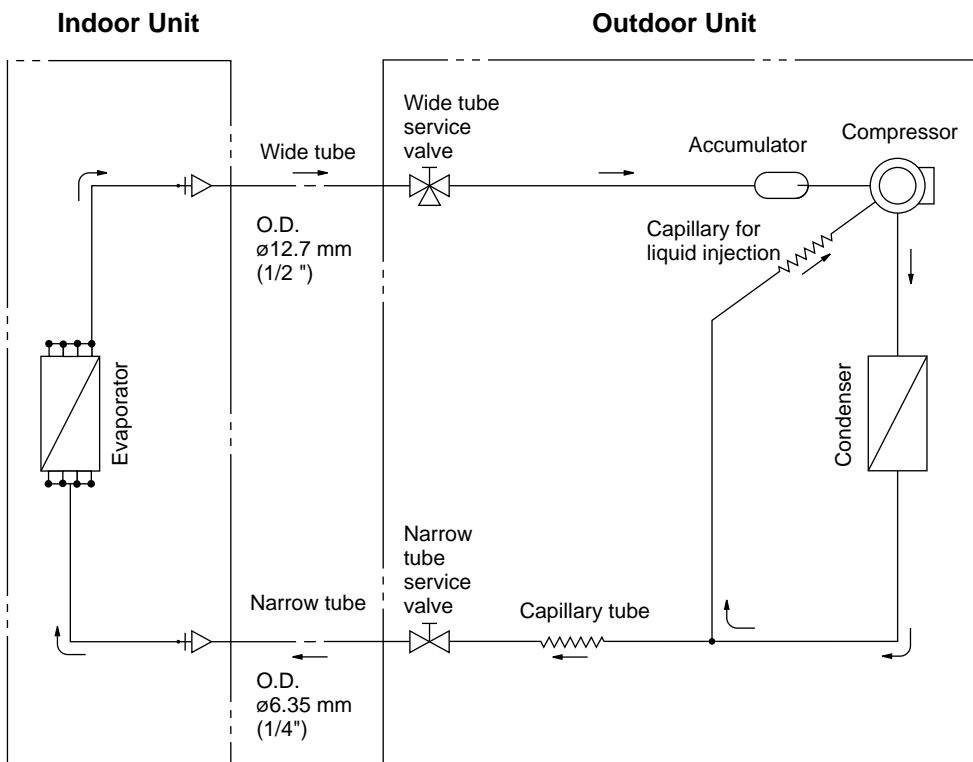 Indoor Unit
Outdoor Unit
Wide tube
service
valve
Compressor
Accumulator
Wide tube
O.D.
ø12.7 mm
(1/2 ")
Capillary for
liquid injection
Evaporator
Condenser
Narrow
tube
service
valve
Narrow tube
Capillary tube
O.D.
ø6.35 mm
(1/4")